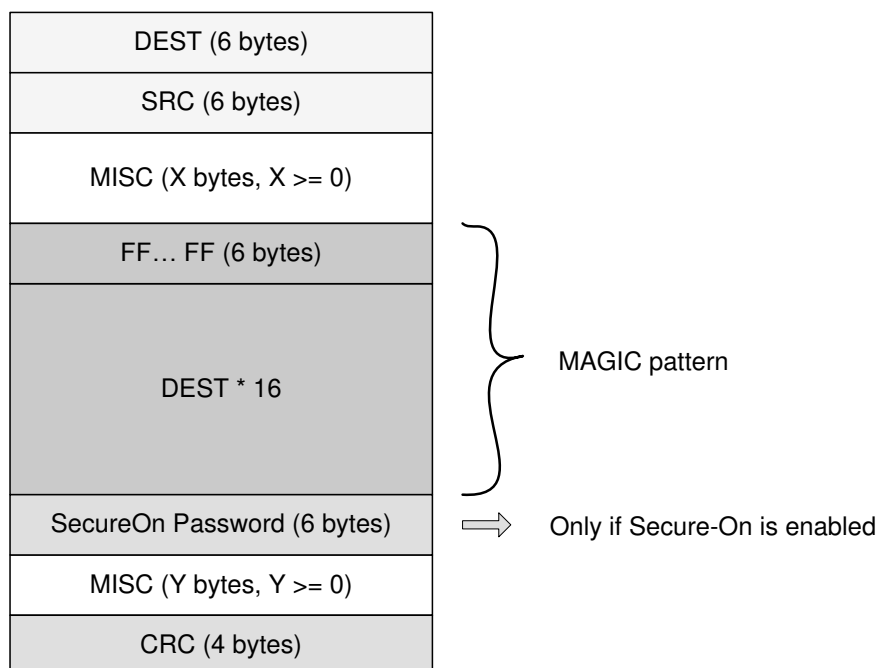 DEST (6 bytes)
SRC (6 bytes)
MISC (X bytes, X >= 0)
FF… FF (6 bytes)
DEST * 16
MAGIC pattern
SecureOn Password (6 bytes)
Only if Secure-On is enabled
MISC (Y bytes, Y >= 0)
CRC (4 bytes)